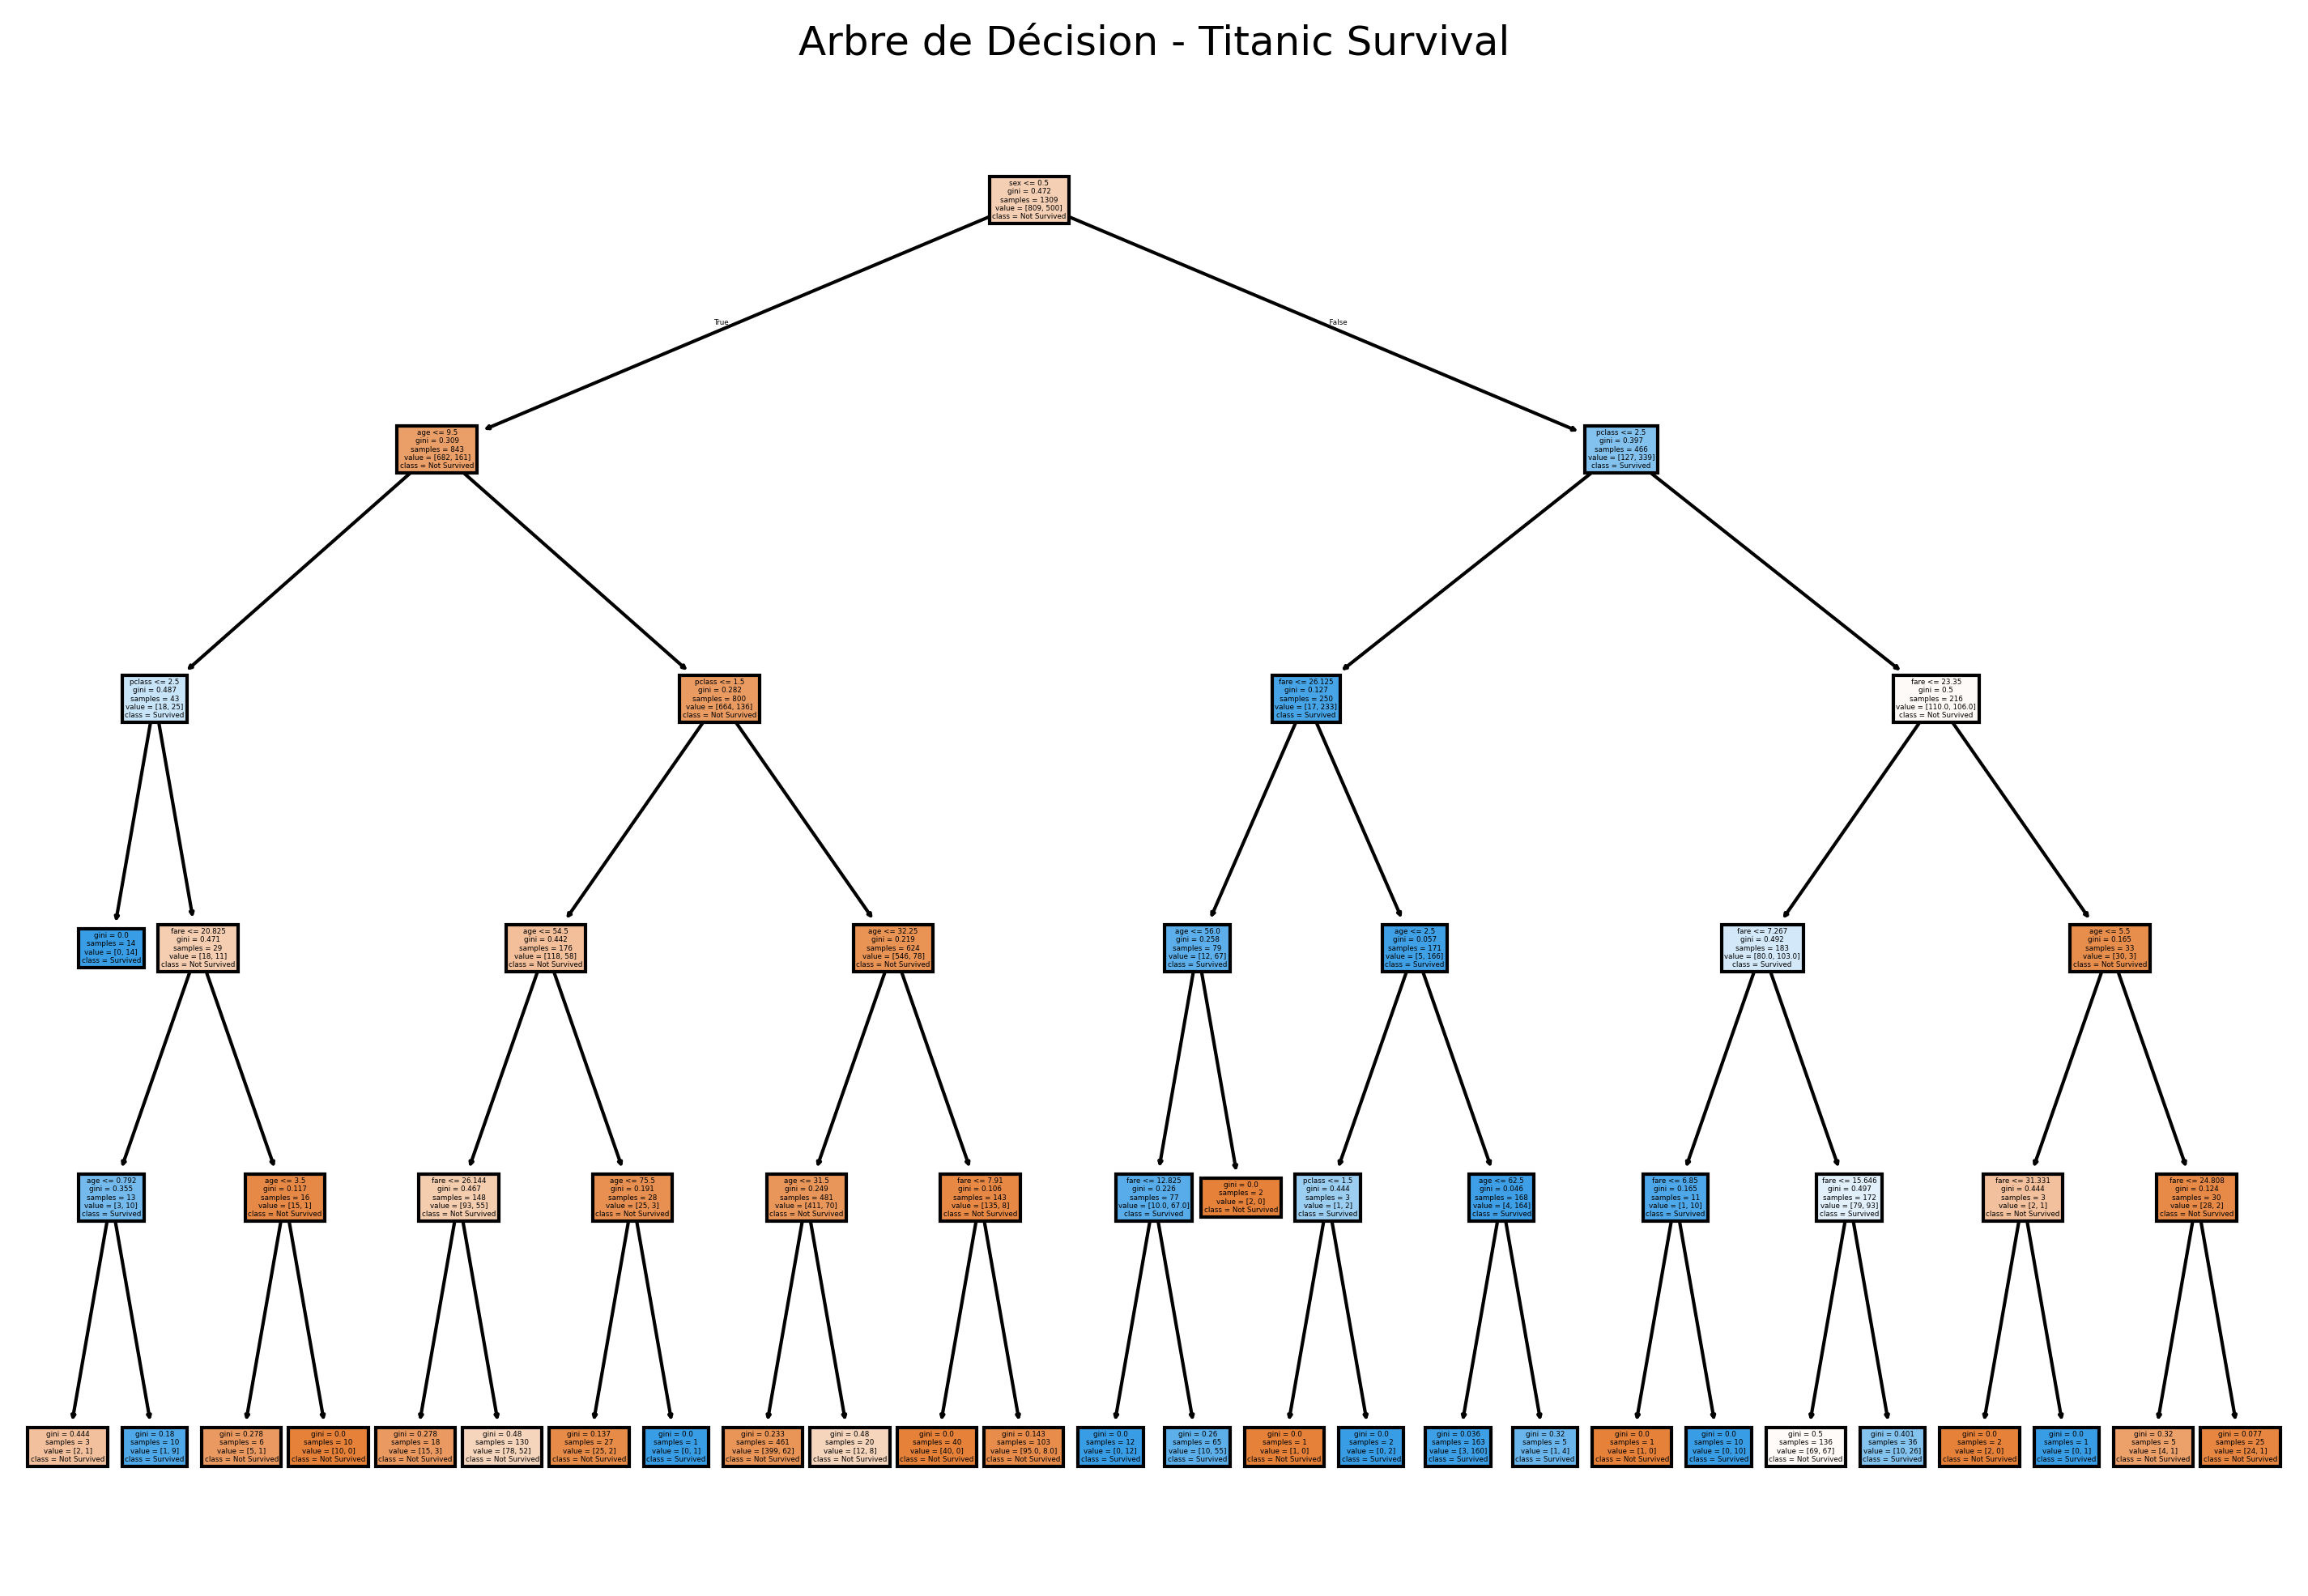 Arbre de Décision - Titanic Survival
sex <= 0.5
gini = 0.472
samples = 1309
value = [809, 500]
class = Not Survived
True
False
age <= 9.5
gini = 0.309
samples = 843
value = [682, 161]
class = Not Survived
pclass <= 2.5
gini = 0.397
samples = 466
value = [127, 339]
class = Survived
pclass <= 2.5
gini = 0.487
samples = 43
value = [18, 25]
class = Survived
pclass <= 1.5
gini = 0.282
samples = 800
value = [664, 136]
class = Not Survived
fare <= 26.125
gini = 0.127
samples = 250
value = [17, 233]
class = Survived
fare <= 23.35
gini = 0.5
samples = 216
value = [110.0, 106.0]
class = Not Survived
gini = 0.0
samples = 14
value = [0, 14]
class = Survived
fare <= 20.825
gini = 0.471
samples = 29
value = [18, 11]
class = Not Survived
age <= 54.5
gini = 0.442
samples = 176
value = [118, 58]
class = Not Survived
age <= 32.25
gini = 0.219
samples = 624
value = [546, 78]
class = Not Survived
age <= 56.0
gini = 0.258
samples = 79
value = [12, 67]
class = Survived
age <= 2.5
gini = 0.057
samples = 171
value = [5, 166]
class = Survived
fare <= 7.267
gini = 0.492
samples = 183
value = [80.0, 103.0]
class = Survived
age <= 5.5
gini = 0.165
samples = 33
value = [30, 3]
class = Not Survived
age <= 0.792
gini = 0.355
samples = 13
value = [3, 10]
class = Survived
age <= 3.5
gini = 0.117
samples = 16
value = [15, 1]
class = Not Survived
fare <= 26.144
gini = 0.467
samples = 148
value = [93, 55]
class = Not Survived
age <= 75.5
gini = 0.191
samples = 28
value = [25, 3]
class = Not Survived
age <= 31.5
gini = 0.249
samples = 481
value = [411, 70]
class = Not Survived
fare <= 7.91
gini = 0.106
samples = 143
value = [135, 8]
class = Not Survived
fare <= 12.825
gini = 0.226
samples = 77
value = [10.0, 67.0]
class = Survived
gini = 0.0
samples = 2
value = [2, 0]
class = Not Survived
pclass <= 1.5
gini = 0.444
samples = 3
value = [1, 2]
class = Survived
age <= 62.5
gini = 0.046
samples = 168
value = [4, 164]
class = Survived
fare <= 6.85
gini = 0.165
samples = 11
value = [1, 10]
class = Survived
fare <= 15.646
gini = 0.497
samples = 172
value = [79, 93]
class = Survived
fare <= 31.331
gini = 0.444
samples = 3
value = [2, 1]
class = Not Survived
fare <= 24.808
gini = 0.124
samples = 30
value = [28, 2]
class = Not Survived
gini = 0.444
samples = 3
value = [2, 1]
class = Not Survived
gini = 0.18
samples = 10
value = [1, 9]
class = Survived
gini = 0.278
samples = 6
value = [5, 1]
class = Not Survived
gini = 0.0
samples = 10
value = [10, 0]
class = Not Survived
gini = 0.278
samples = 18
value = [15, 3]
class = Not Survived
gini = 0.48
samples = 130
value = [78, 52]
class = Not Survived
gini = 0.137
samples = 27
value = [25, 2]
class = Not Survived
gini = 0.0
samples = 1
value = [0, 1]
class = Survived
gini = 0.233
samples = 461
value = [399, 62]
class = Not Survived
gini = 0.48
samples = 20
value = [12, 8]
class = Not Survived
gini = 0.0
samples = 40
value = [40, 0]
class = Not Survived
gini = 0.143
samples = 103
value = [95.0, 8.0]
class = Not Survived
gini = 0.0
samples = 12
value = [0, 12]
class = Survived
gini = 0.26
samples = 65
value = [10, 55]
class = Survived
gini = 0.0
samples = 1
value = [1, 0]
class = Not Survived
gini = 0.0
samples = 2
value = [0, 2]
class = Survived
gini = 0.036
samples = 163
value = [3, 160]
class = Survived
gini = 0.32
samples = 5
value = [1, 4]
class = Survived
gini = 0.0
samples = 1
value = [1, 0]
class = Not Survived
gini = 0.0
samples = 10
value = [0, 10]
class = Survived
gini = 0.5
samples = 136
value = [69, 67]
class = Not Survived
gini = 0.401
samples = 36
value = [10, 26]
class = Survived
gini = 0.0
samples = 2
value = [2, 0]
class = Not Survived
gini = 0.0
samples = 1
value = [0, 1]
class = Survived
gini = 0.32
samples = 5
value = [4, 1]
class = Not Survived
gini = 0.077
samples = 25
value = [24, 1]
class = Not Survived